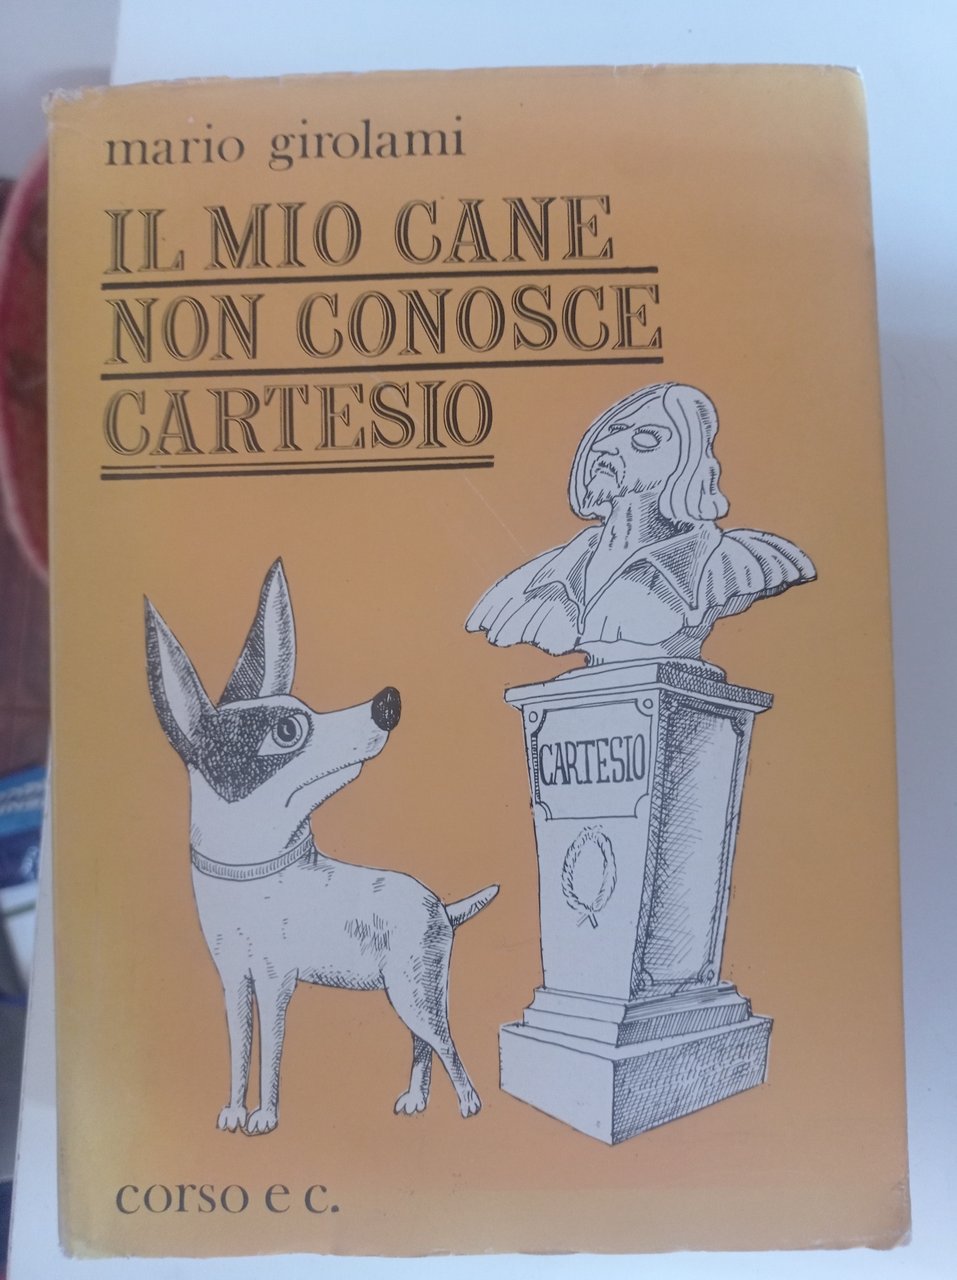 mario girolami
IL MIO CANE
NON CONOSCE
CARTESIO
CARTESIO
corso e c.